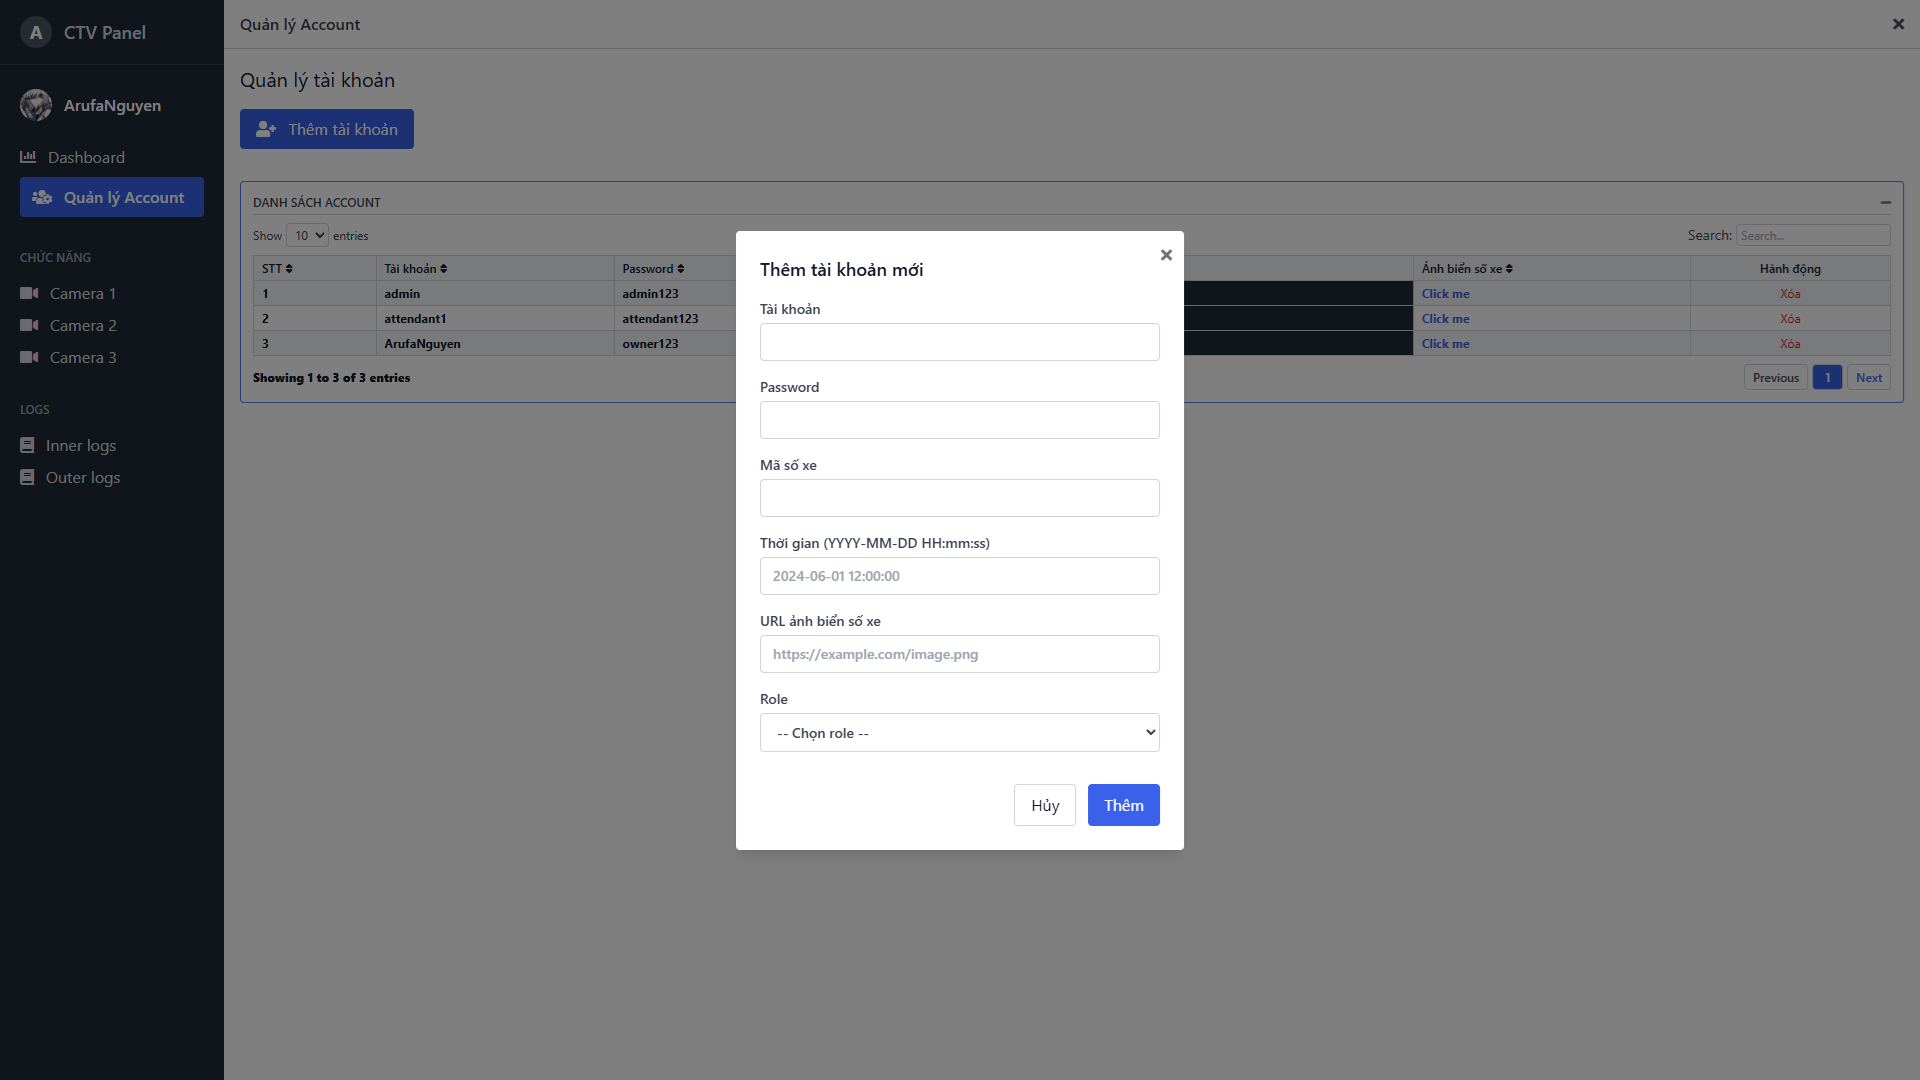 A CTV Panel
ArufaNguyen
Dashboard
Quản lý Account
CHỨC NĂNG
Camera 1
Camera 2
Camera 3
LOGS
Inner logs
Outer logs
Quản lý Account
Quản lý tài khoản
Thêm tài khoản
DANH SÁCH ACCOUNT
Show 10 entries
Search: Search...
STT Tài khoản Password Ảnh biển số xe Hành động
1 admin admin123 Click me Xóa
2 attendant1 attendant123 Click me Xóa
3 ArufaNguyen owner123 Click me Xóa
Showing 1 to 3 of 3 entries
Previous 1 Next
Thêm tài khoản mới
Tài khoản
Password
Mã số xe
Thời gian (YYYY-MM-DD HH:mm:ss)
2024-06-01 12:00:00
URL ảnh biển số xe
https://example.com/image.png
Role
-- Chọn role --
Hủy Thêm